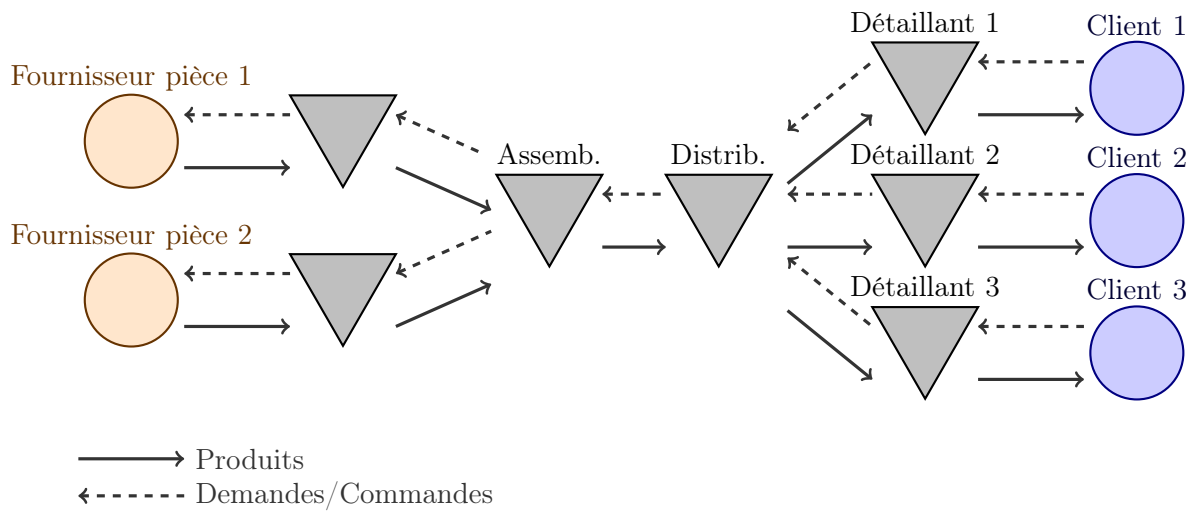 Détaillant 1
Client 1
Fournisseur pièce 1
Assemb.
Distrib.
Détaillant 2
Client 2
Fournisseur pièce 2
Détaillant 3
Client 3
Produits
Demandes/Commandes